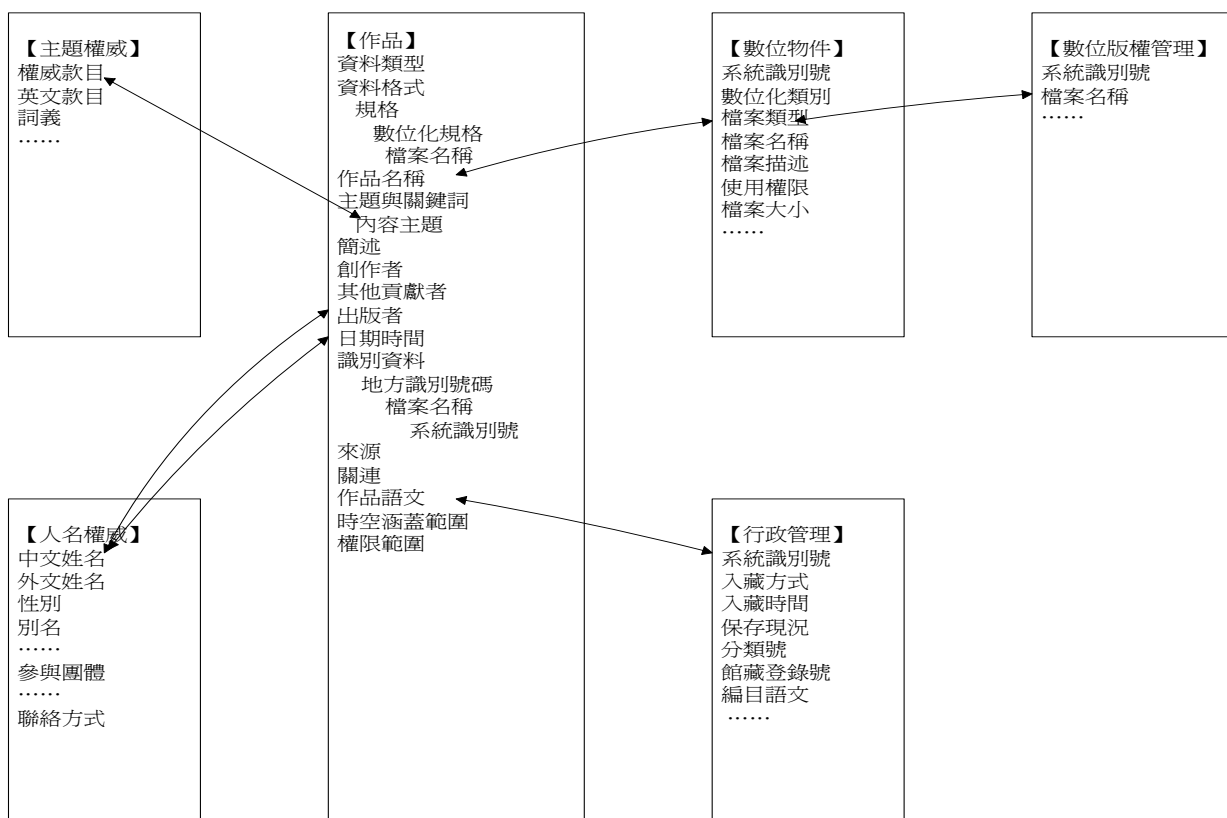 【主題權威】
權威款目
英文款目
詞義
……
【作品】
資料類型
資料格式
規格
數位化規格
檔案名稱
作品名稱
主題與關鍵詞
內容主題
簡述
創作者
其他貢獻者
出版者
日期時間
識別資料
地方識別號碼
檔案名稱
系統識別號
來源
關連
作品語文
時空涵蓋範圍
權限範圍
【數位物件】
系統識別號
數位化類別
檔案類型
檔案名稱
檔案描述
使用權限
檔案大小
……
【數位版權管理】
系統識別號
檔案名稱
……
【人名權威】
中文姓名
外文姓名
性別
別名
……
參與團體
……
聯絡方式
【行政管理】
系統識別號
入藏方式
入藏時間
保存現況
分類號
館藏登錄號
編目語文
……